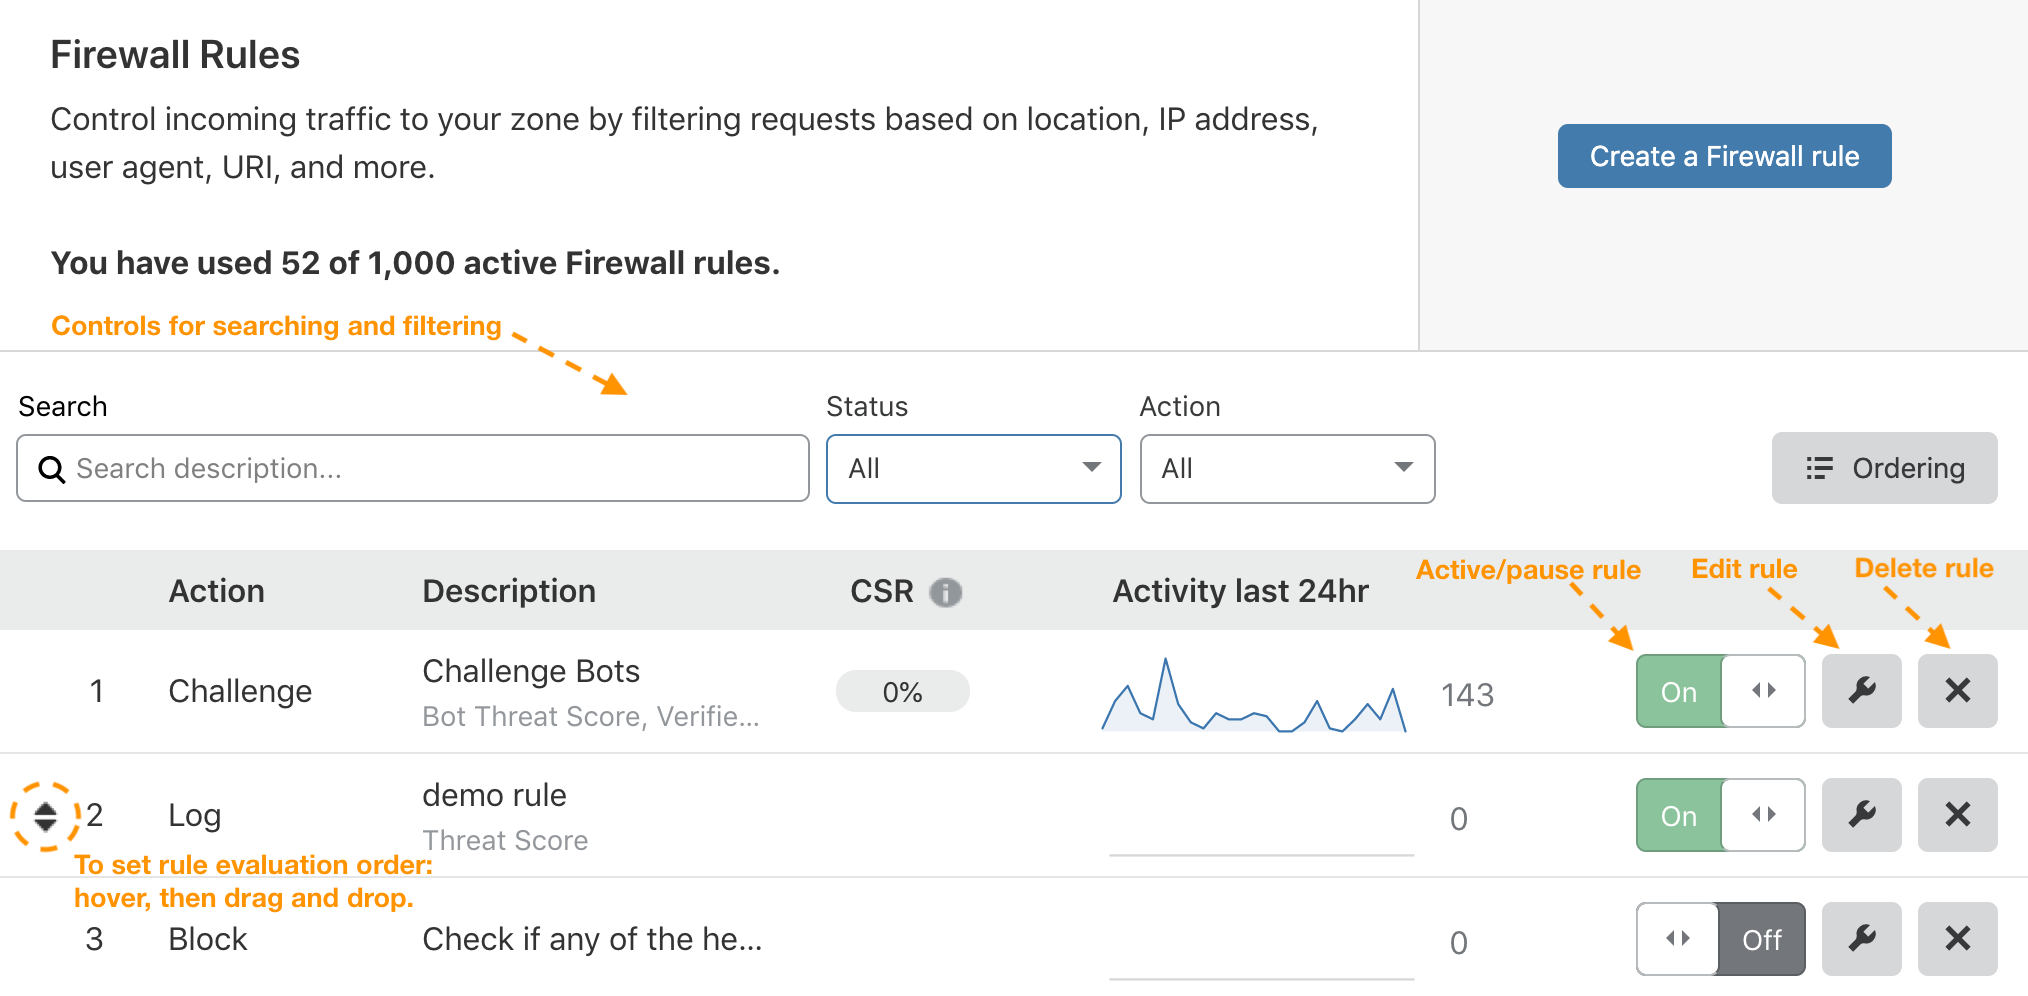 Firewall Rules
Control incoming traffic to your zone by filtering requests based on location, IP address,
user agent, URI, and more.
Create a Firewall rule
You have used 52 of 1,000 active Firewall rules.
Controls for searching and filtering
Search
Status
Action
Search description...
All
All
Ordering
Action
Description
CSR
Activity last 24hr
Active/pause rule
Edit rule
Delete rule
1
Challenge
Challenge Bots
Bot Threat Score, Verifie...
0%
143
On
2
Log
demo rule
Threat Score
0
On
To set rule evaluation order:
hover, then drag and drop.
3
Block
Check if any of the he...
0
Off